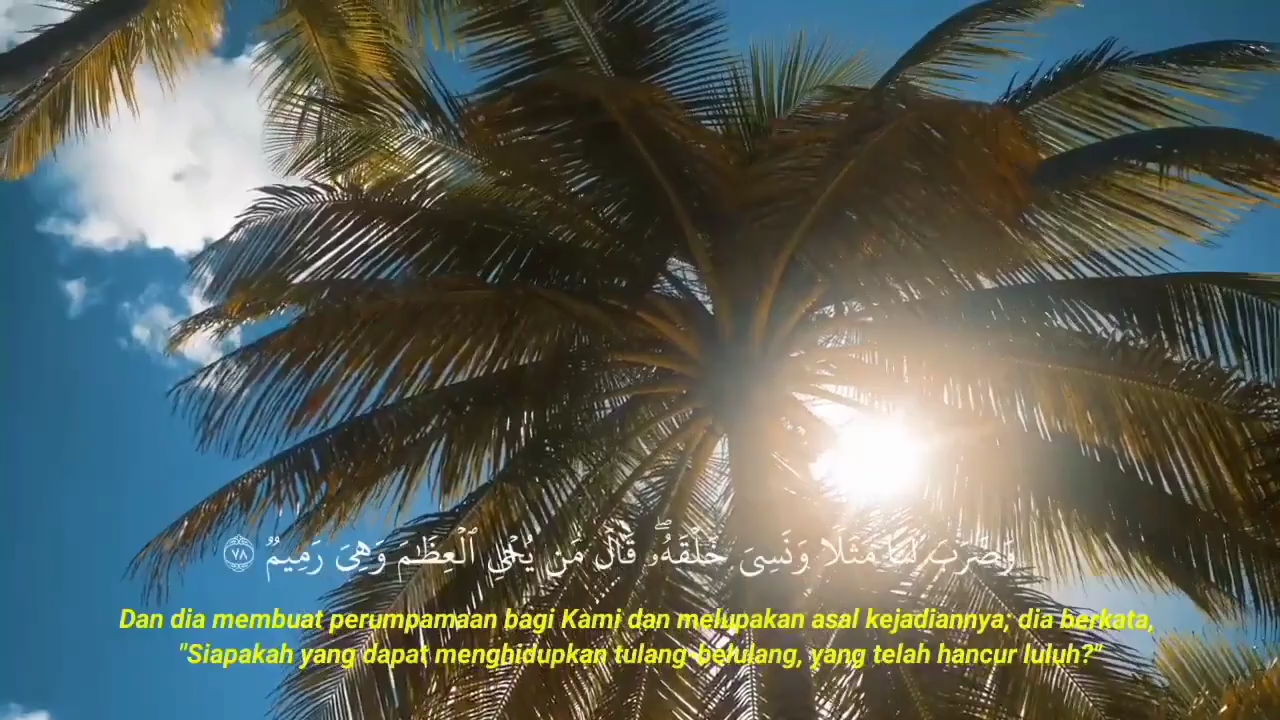 وَضَرَبَ لَنَا مَثَلًا وَنَسِىَ خَلْقَهُۥ ۖ قَالَ مَن يُحْىِ ٱلْعِظَـٰمَ وَهِىَ رَمِيمٌ ٧٨
Dan dia membuat perumpamaan bagi Kami dan melupakan asal kejadiannya; dia berkata,
"Siapakah yang dapat menghidupkan tulang-belulang, yang telah hancur luluh?"